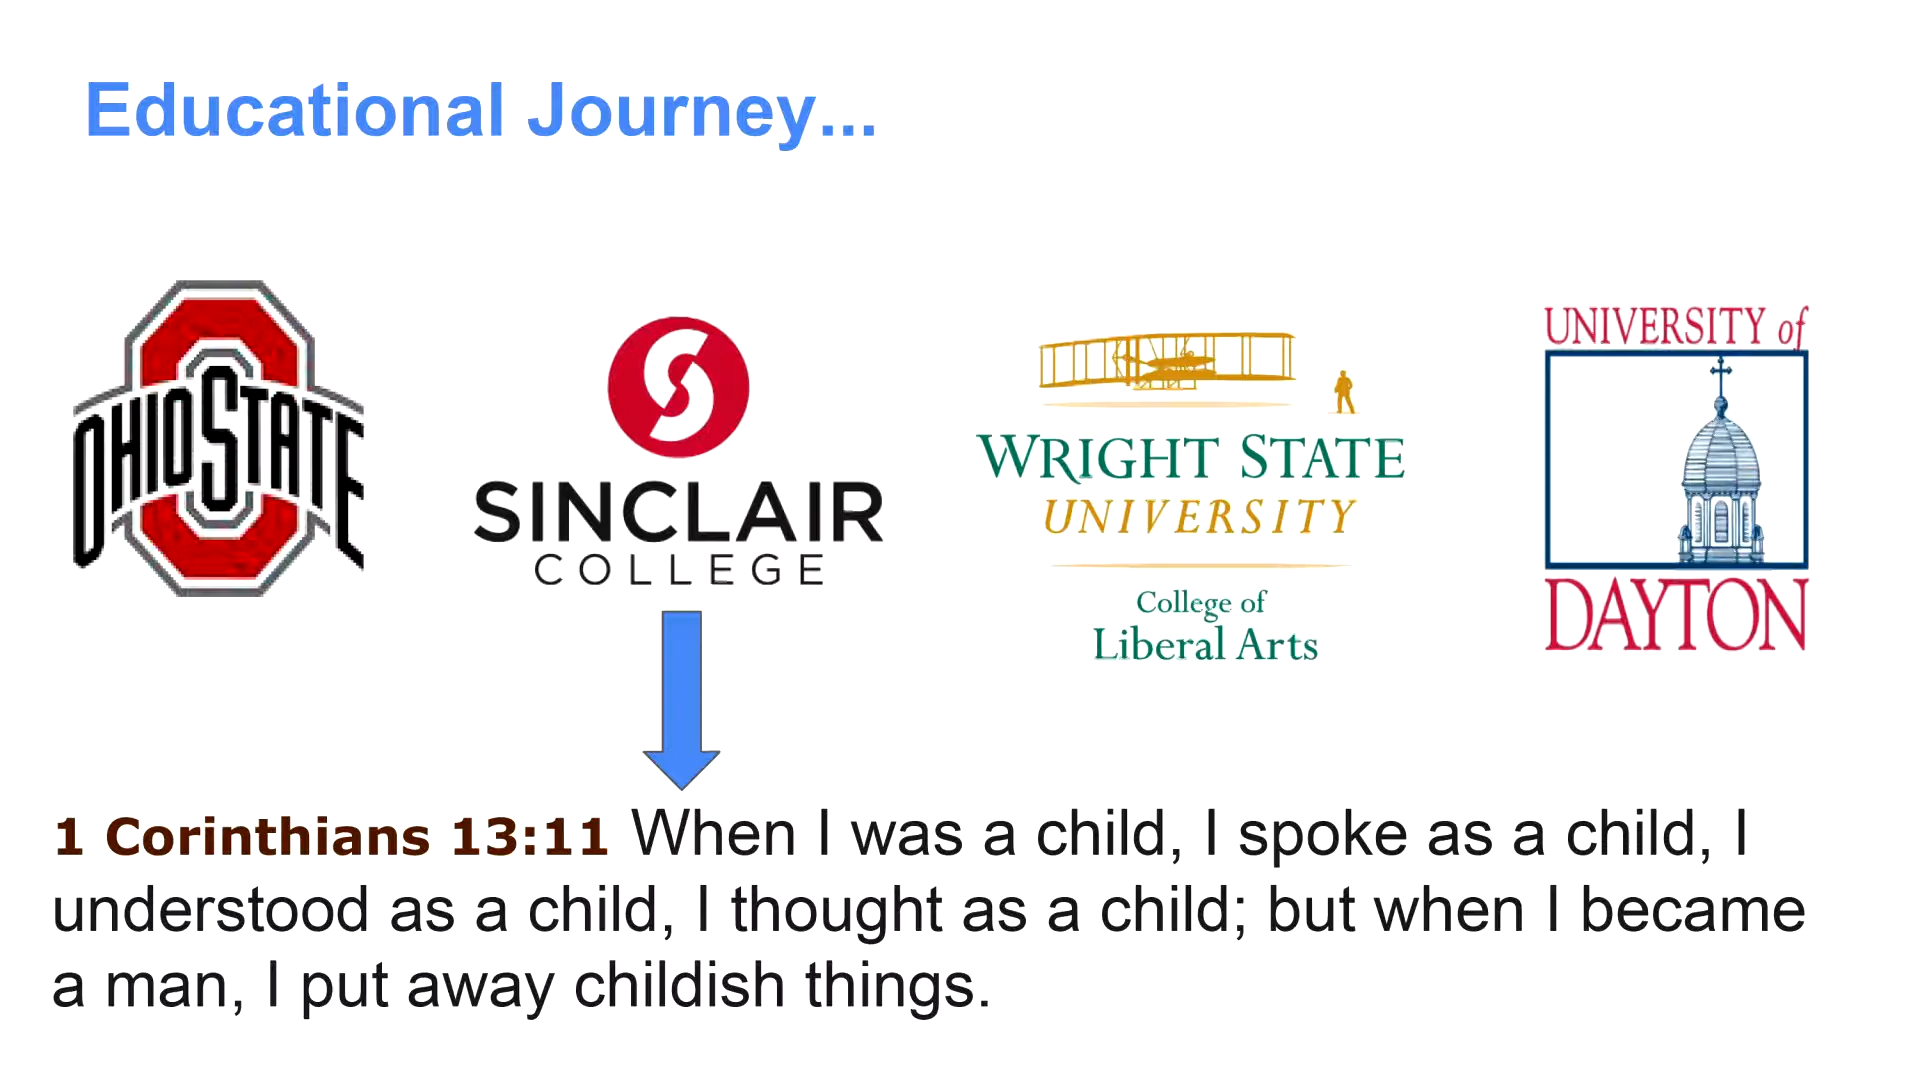 Educational Journey...
OHIO STATE
SINCLAIR
COLLEGE
WRIGHT STATE
UNIVERSITY
College of
Liberal Arts
UNIVERSITY of
DAYTON
1 Corinthians 13:11 When I was a child, I spoke as a child, I
understood as a child, I thought as a child; but when I became
a man, I put away childish things.